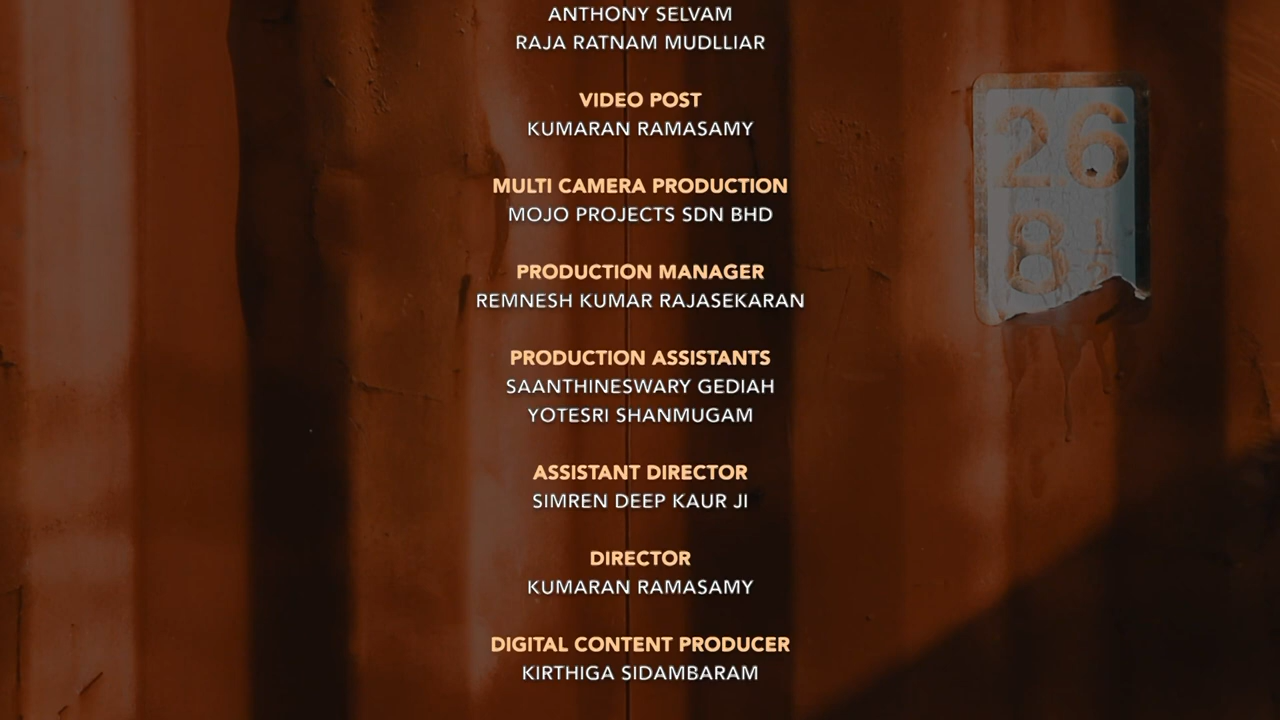 ANTHONY SELVAM
RAJA RATNAM MUDLLIAR
VIDEO POST
KUMARAN RAMASAMY
MULTI CAMERA PRODUCTION
MOJO PROJECTS SDN BHD
PRODUCTION MANAGER
REMNESH KUMAR RAJASEKARAN
PRODUCTION ASSISTANTS
SAANTHINESWARY GEDIAH
YOTESRI SHANMUGAM
ASSISTANT DIRECTOR
SIMREN DEEP KAUR JI
DIRECTOR
KUMARAN RAMASAMY
DIGITAL CONTENT PRODUCER
KIRTHIGA SIDAMBARAM
26
8